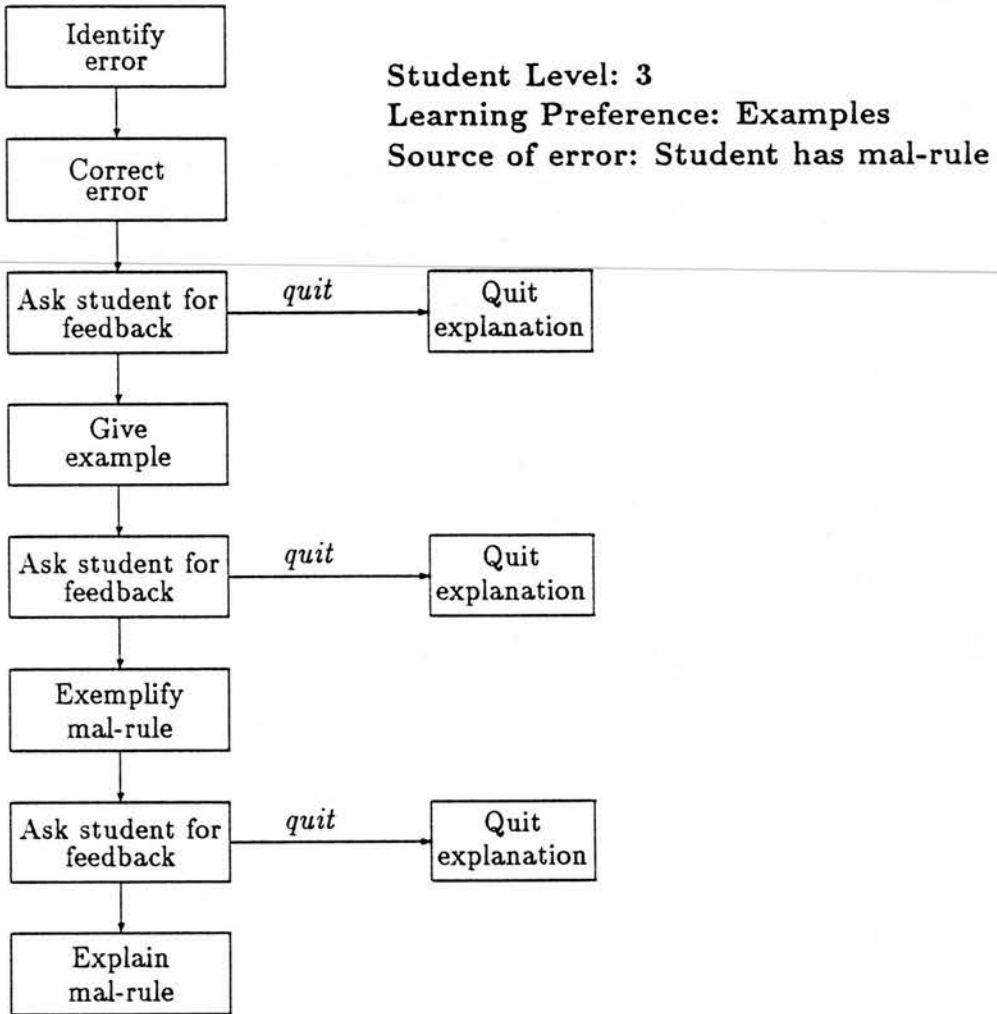 Identify
error
Student Level: 3
Learning Preference: Examples
Source of error: Student has mal-rule
Correct
error
Ask student for
feedback
quit
Quit
explanation
Give
example
Ask student for
feedback
quit
Quit
explanation
Exemplify
mal-rule
Ask student for
feedback
quit
Quit
explanation
Explain
mal-rule